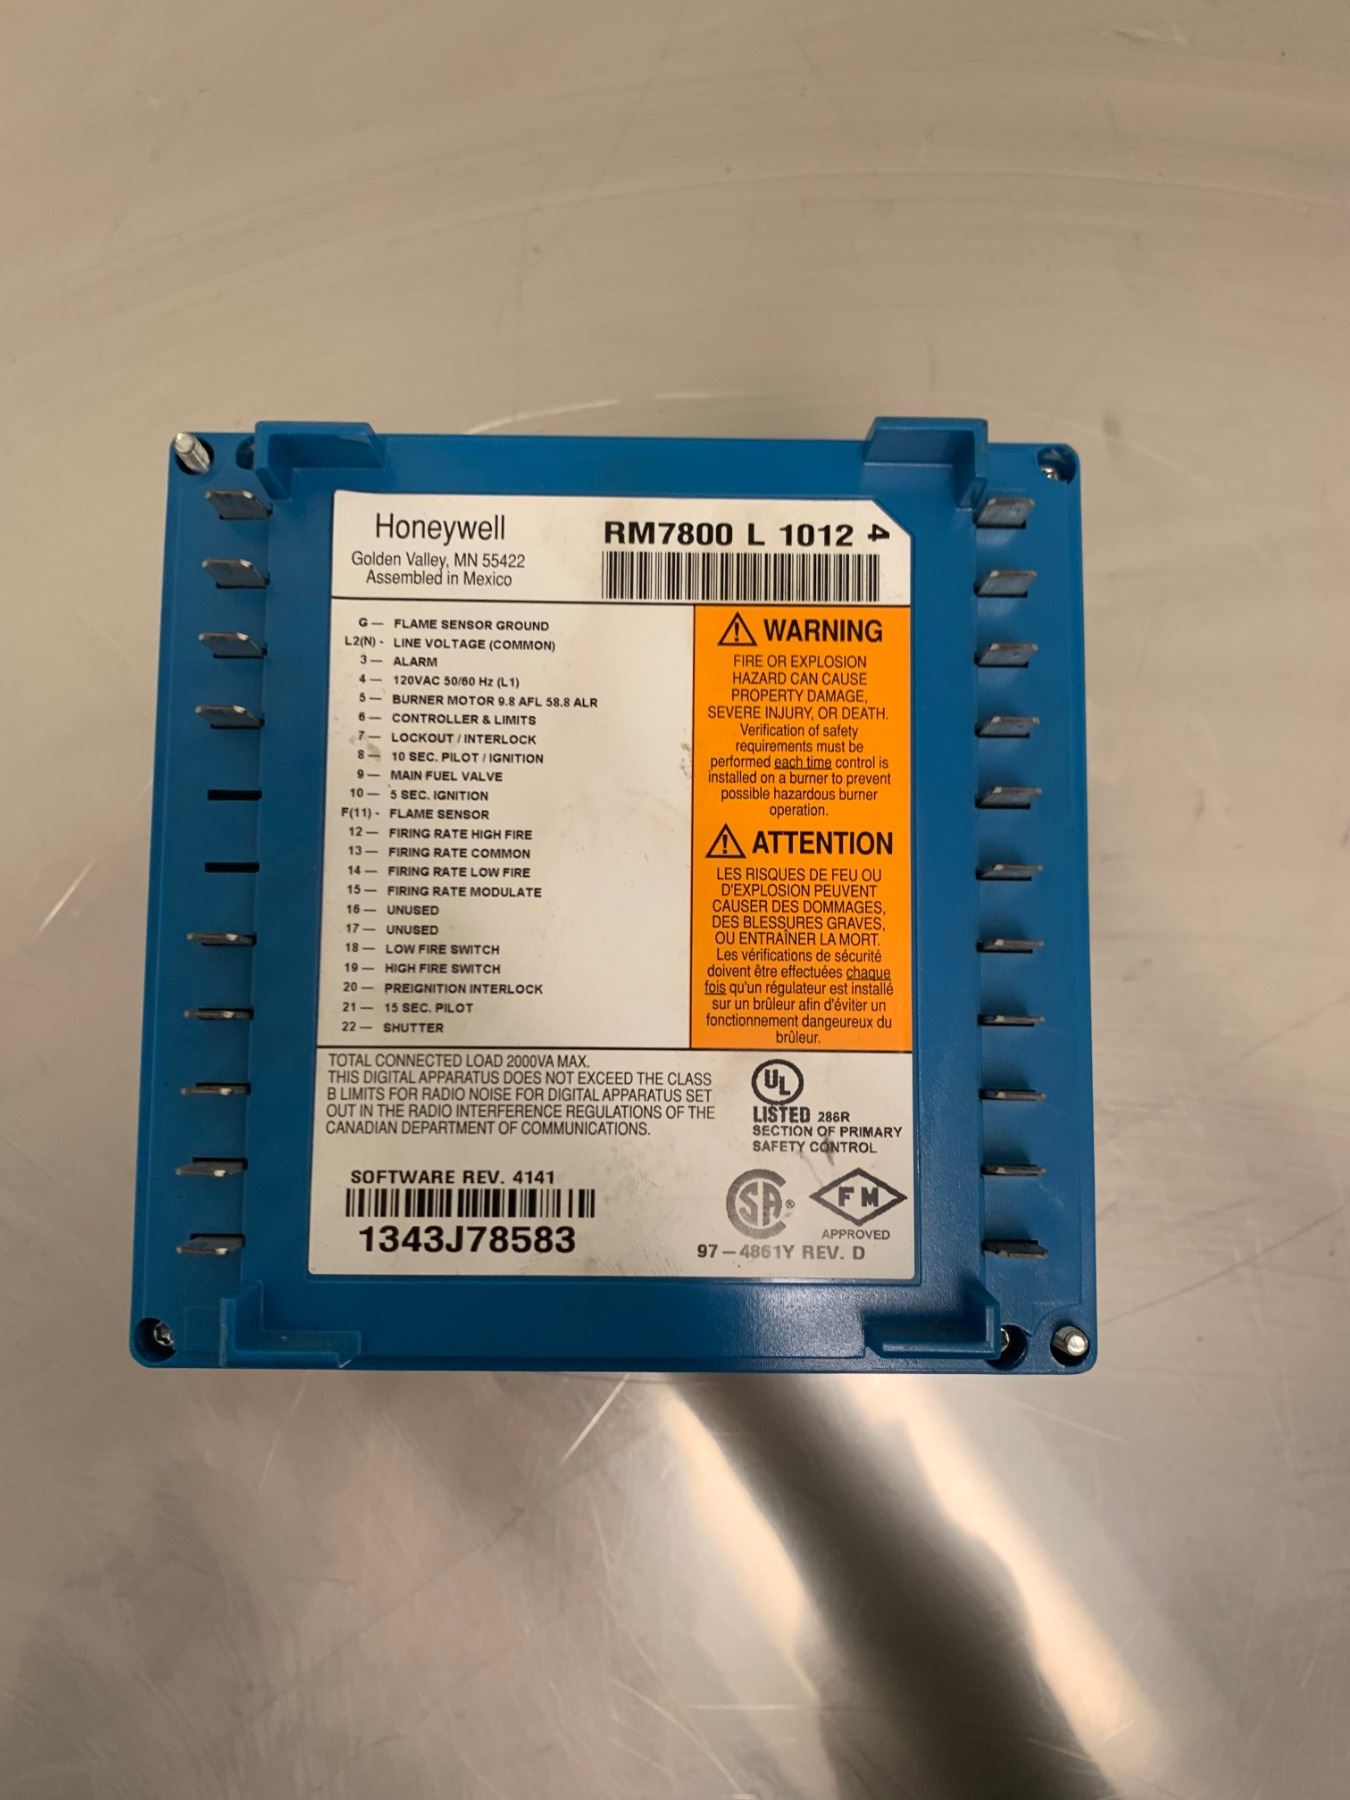 Honeywell
Golden Valley, MN 55422
Assembled in Mexico
RM7800 L 1012 4
G — FLAME SENSOR GROUND
L2(N) - LINE VOLTAGE (COMMON)
3 — ALARM
4 — 120VAC 50/60 Hz (L1)
5 — BURNER MOTOR 9.8 AFL 58.8 ALR
6 — CONTROLLER & LIMITS
7 — LOCKOUT / INTERLOCK
8 — 10 SEC. PILOT / IGNITION
9 — MAIN FUEL VALVE
10 — 5 SEC. IGNITION
F(11) - FLAME SENSOR
12 — FIRING RATE HIGH FIRE
13 — FIRING RATE COMMON
14 — FIRING RATE LOW FIRE
15 — FIRING RATE MODULATE
16 — UNUSED
17 — UNUSED
18 — LOW FIRE SWITCH
19 — HIGH FIRE SWITCH
20 — PREIGNITION INTERLOCK
21 — 15 SEC. PILOT
22 — SHUTTER
WARNING
FIRE OR EXPLOSION
HAZARD CAN CAUSE
PROPERTY DAMAGE,
SEVERE INJURY, OR DEATH.
Verification of safety
requirements must be
performed each time control is
installed on a burner to prevent
possible hazardous burner
operation.
ATTENTION
LES RISQUES DE FEU OU
D'EXPLOSION PEUVENT
CAUSER DES DOMMAGES,
DES BLESSURES GRAVES,
OU ENTRAÎNER LA MORT.
Les vérifications de sécurité
doivent être effectuées chaque
fois qu'un régulateur est installé
sur un brûleur afin d'éviter un
fonctionnement dangeureux du
brûleur.
TOTAL CONNECTED LOAD 2000VA MAX.
THIS DIGITAL APPARATUS DOES NOT EXCEED THE CLASS
B LIMITS FOR RADIO NOISE FOR DIGITAL APPARATUS SET
OUT IN THE RADIO INTERFERENCE REGULATIONS OF THE
CANADIAN DEPARTMENT OF COMMUNICATIONS.
UL
LISTED 286R
SECTION OF PRIMARY
SAFETY CONTROL
SOFTWARE REV. 4141
1343J78583
SA®
FM
APPROVED
97-4861Y REV. D